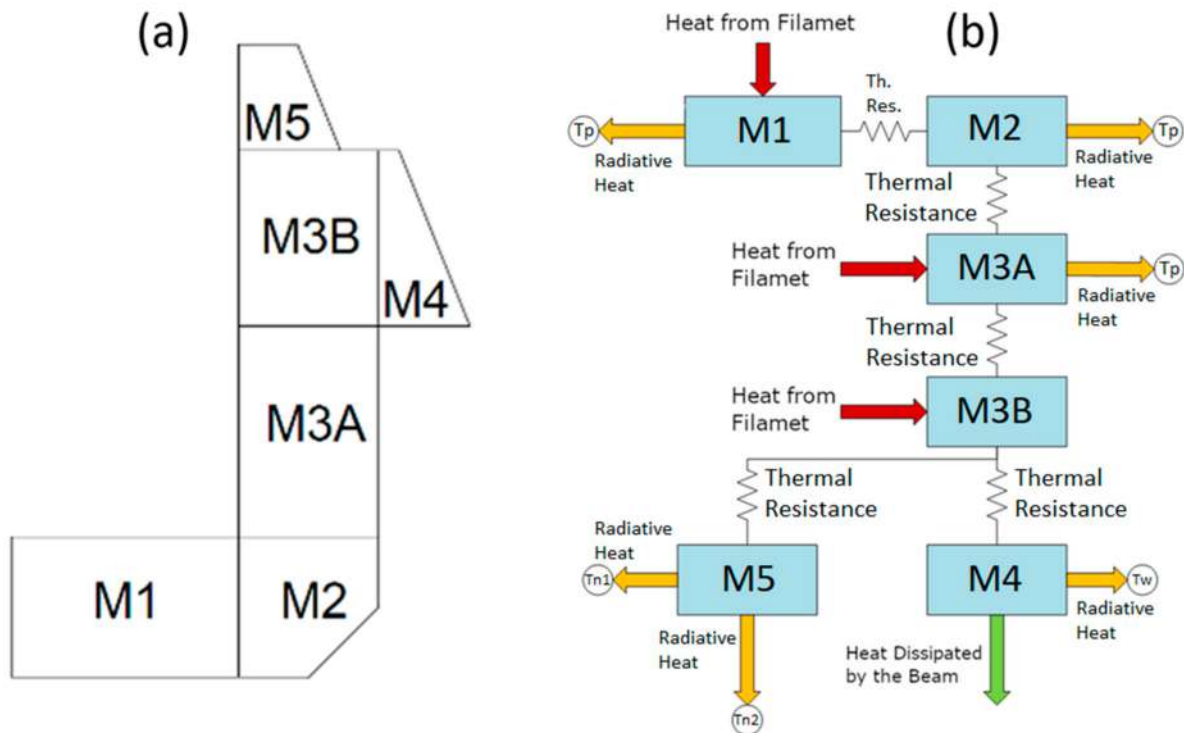 (a)
M5
M3B
M4
M3A
M1
M2
(b)
Heat from Filamet
Th.
Res.
Tp
M1
M2
Tp
Radiative
Heat
Radiative
Heat
Thermal
Resistance
Heat from
Filamet
M3A
Tp
Radiative
Heat
Thermal
Resistance
Heat from
Filamet
M3B
Thermal
Resistance
Thermal
Resistance
Radiative
Heat
Tn1
M5
M4
Tw
Radiative
Heat
Radiative
Heat
Heat Dissipated
by the Beam
Tn2